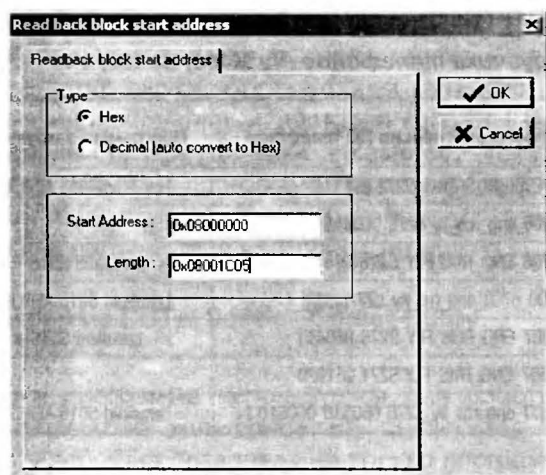 Read back block start address
Readback block start address
Type
Hex
Decimal (auto convert to Hex)
Start Address :
0x08000000
Length :
0x08001C05
OK
Cancel